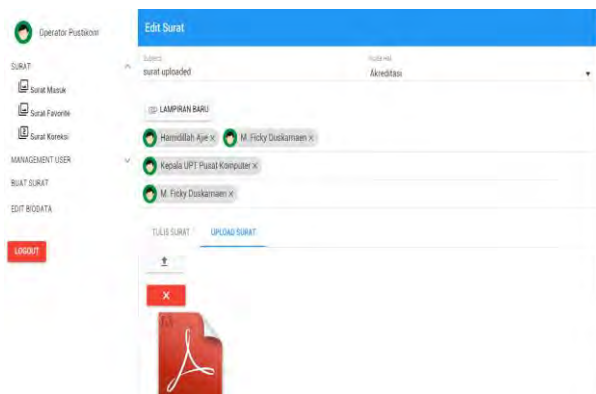 Operator Pustikom
SURAT
Surat Masuk
Surat Favorite
Surat Koreksi
MANAGEMENT USER
BUAT SURAT
EDIT BIODATA
LOGOUT
Edit Surat
Subject
surat uploaded
Akreditasi
LAMPIRAN BARU
Hamidillah Ajie x M. Ficky Duskarnaen x
Kepala UPT Pusat Komputer x
M. Ficky Duskarnaen x
TULIS SURAT UPLOAD SURAT